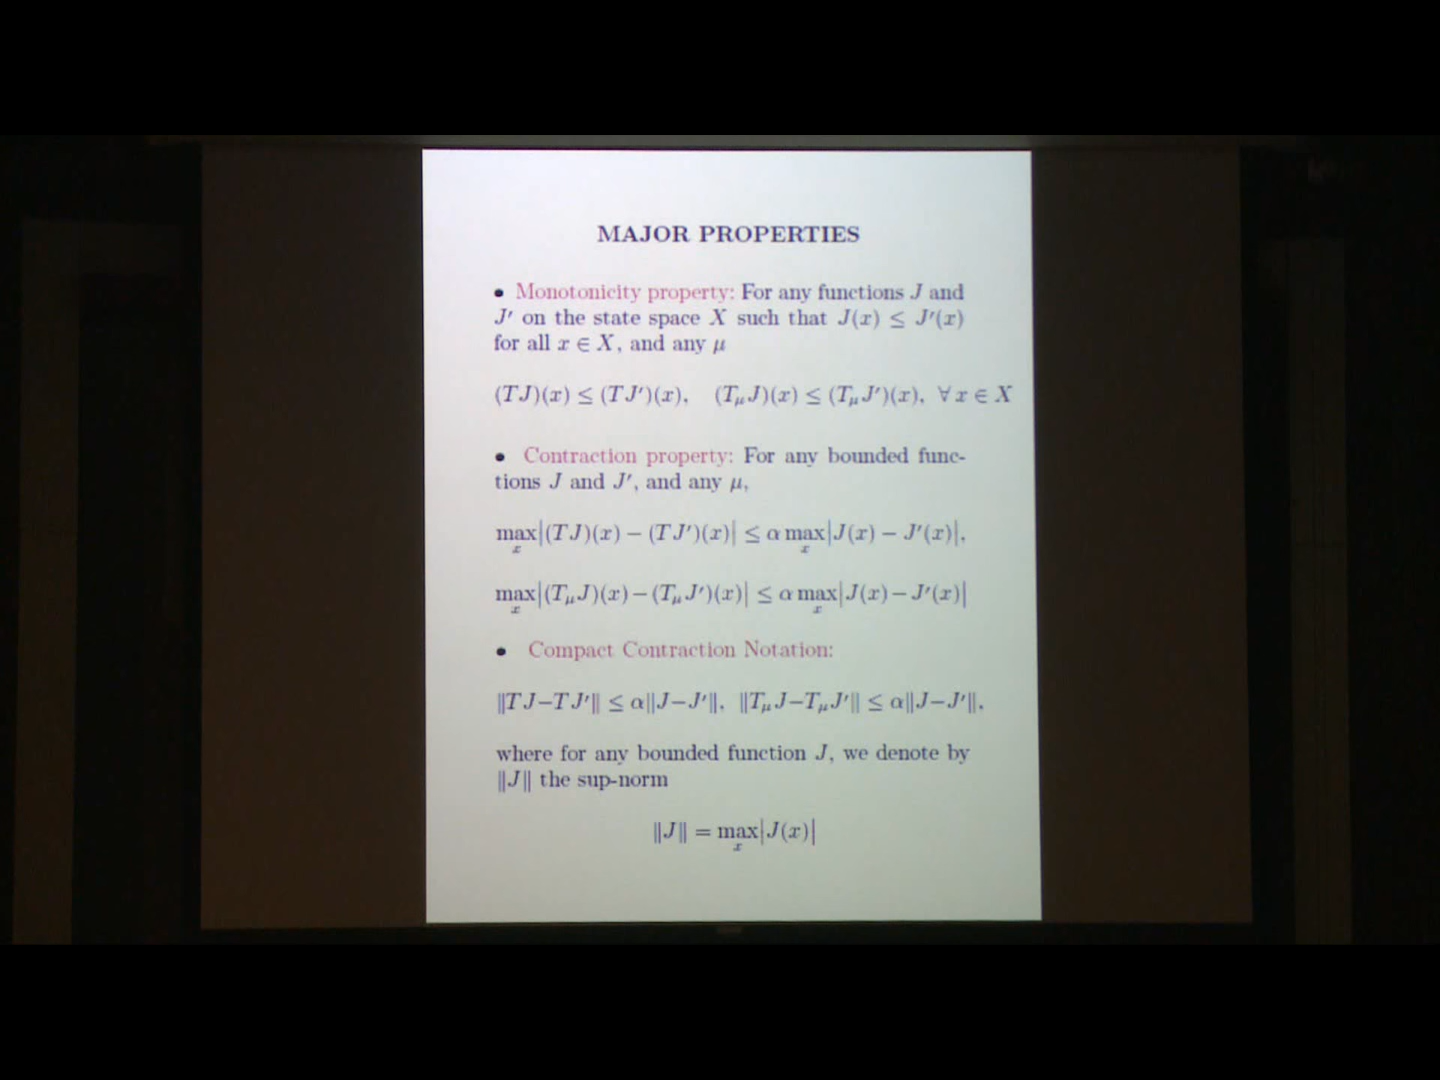 MAJOR PROPERTIES
• Monotonicity property: For any functions J and
J′ on the state space X such that J(x) ≤ J′(x)
for all x ∈ X, and any μ
(TJ)(x) ≤ (TJ′)(x), (T_μJ)(x) ≤ (T_μJ′)(x), ∀ x ∈ X
• Contraction property: For any bounded func-
tions J and J′, and any μ,
max_x|(TJ)(x) − (TJ′)(x)| ≤ α max_x|J(x) − J′(x)|,
max_x|(T_μJ)(x) − (T_μJ′)(x)| ≤ α max_x|J(x) − J′(x)|
• Compact Contraction Notation:
‖TJ−TJ′‖ ≤ α‖J−J′‖, ‖T_μJ−T_μJ′‖ ≤ α‖J−J′‖,
where for any bounded function J, we denote by
‖J‖ the sup-norm
‖J‖ = max_x|J(x)|